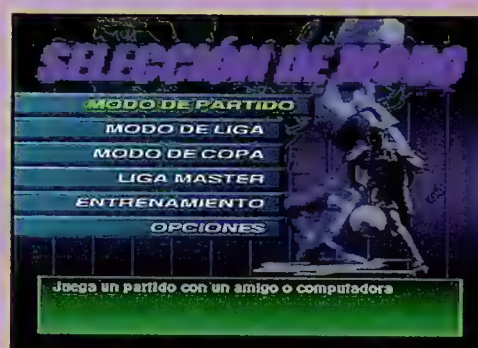 SELECCIÓN DE MODO
MODO DE PARTIDO
MODO DE LIGA
MODO DE COPA
LIGA MASTER
ENTRENAMIENTO
OPCIONES
Juega un partido con un amigo o computadora